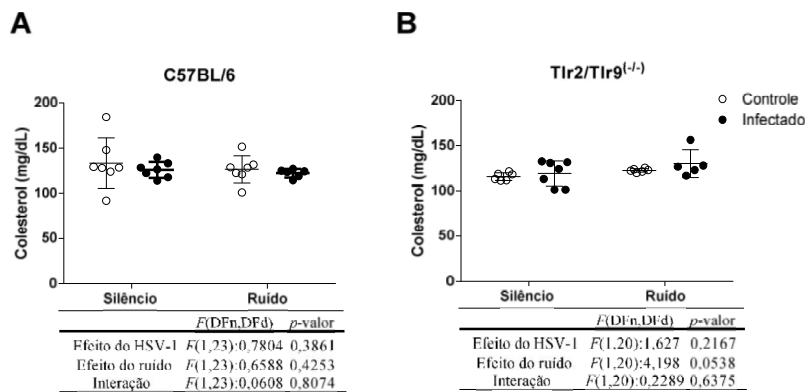 A
C57BL/6
Colesterol (mg/dL)
200
150
100
50
0
Silêncio
Ruído
F(DFn,DFd) p-valor
Efeito do HSV-1 F(1,23):0,7804 0,3861
Efeito do ruído F(1,23):0,6588 0,4253
Interação F(1,23):0,0608 0,8074
B
Tlr2/Tlr9(-/-)
Controle
Infectado
Colesterol (mg/dL)
200
150
100
50
0
Silêncio
Ruído
F(DFn,DFd) p-valor
Efeito do HSV-1 F(1,20):1,627 0,2167
Efeito do ruído F(1,20):4,198 0,0538
Interação F(1,20):0,2289 0,6375